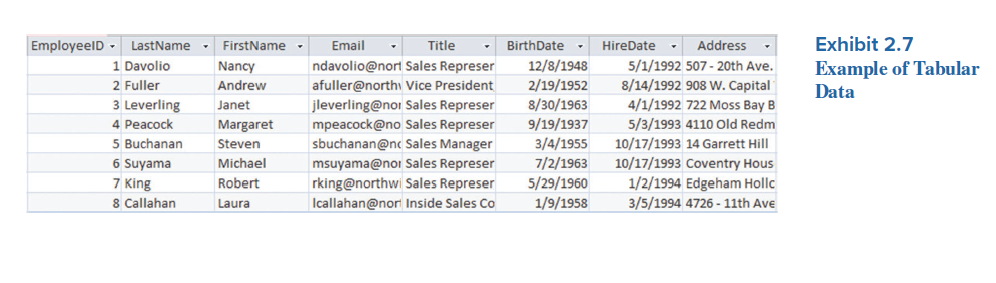 EmployeeID LastName FirstName Email Title BirthDate HireDate Address
1 Davolio Nancy ndavolio@nort Sales Represer 12/8/1948 5/1/1992 507 - 20th Ave.
2 Fuller Andrew afuller@north Vice President 2/19/1952 8/14/1992 908 W. Capital
3 Leverling Janet jleverling@nor Sales Represer 8/30/1963 4/1/1992 722 Moss Bay B
4 Peacock Margaret mpeacock@no Sales Represer 9/19/1937 5/3/1993 4110 Old Redm
5 Buchanan Steven sbuchanan@no Sales Manager 3/4/1955 10/17/1993 14 Garrett Hill
6 Suyama Michael msuyama@nor Sales Represer 7/2/1963 10/17/1993 Coventry Hous
7 King Robert rking@northwi Sales Represer 5/29/1960 1/2/1994 Edgeham Hollc
8 Callahan Laura lcallahan@nort Inside Sales Co 1/9/1958 3/5/1994 4726 - 11th Ave
Exhibit 2.7
Example of Tabular
Data